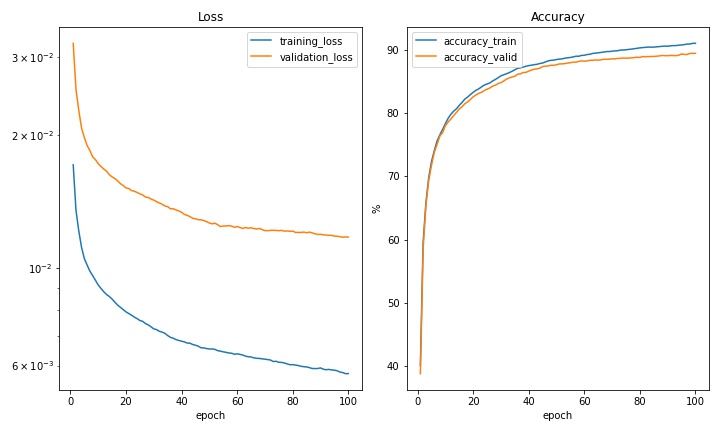 Loss
training_loss
validation_loss
3 × 10⁻²
2 × 10⁻²
10⁻²
6 × 10⁻³
0 20 40 60 80 100
epoch
Accuracy
accuracy_train
accuracy_valid
90
80
70
60
50
40
%
0 20 40 60 80 100
epoch